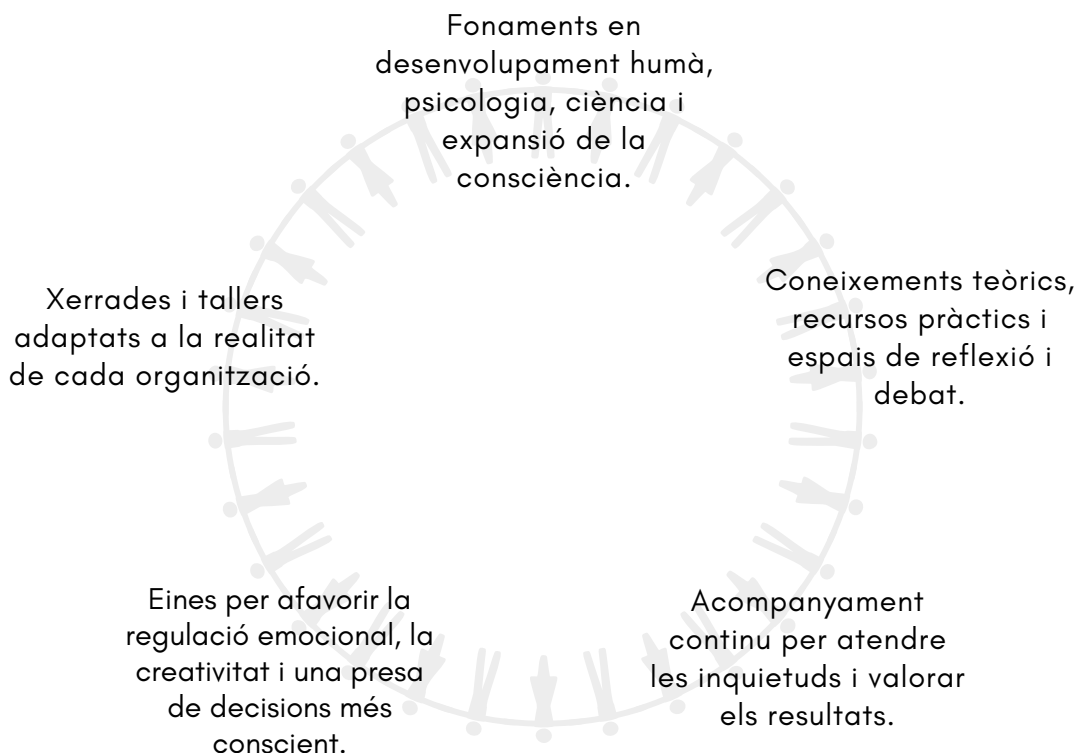 Fonaments en
desenvolupament humà,
psicologia, ciència i
expansió de la
consciència.
Xerrades i tallers
adaptats a la realitat
de cada organització.
Coneixements teòrics,
recursos pràctics i
espais de reflexió i
debat.
Eines per afavorir la
regulació emocional, la
creativitat i una presa
de decisions més
conscient.
Acompanyament
continu per atendre
les inquietuds i valorar
els resultats.